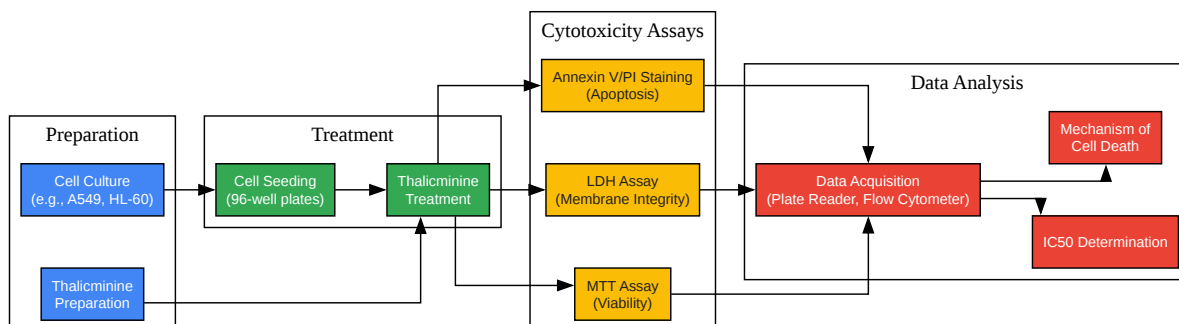 Preparation
Cell Culture
(e.g., A549, HL-60)
Thalicminine
Preparation
Treatment
Cell Seeding
(96-well plates)
Thalicminine
Treatment
Cytotoxicity Assays
Annexin V/PI Staining
(Apoptosis)
LDH Assay
(Membrane Integrity)
MTT Assay
(Viability)
Data Analysis
Data Acquisition
(Plate Reader, Flow Cytometer)
Mechanism of
Cell Death
IC50 Determination